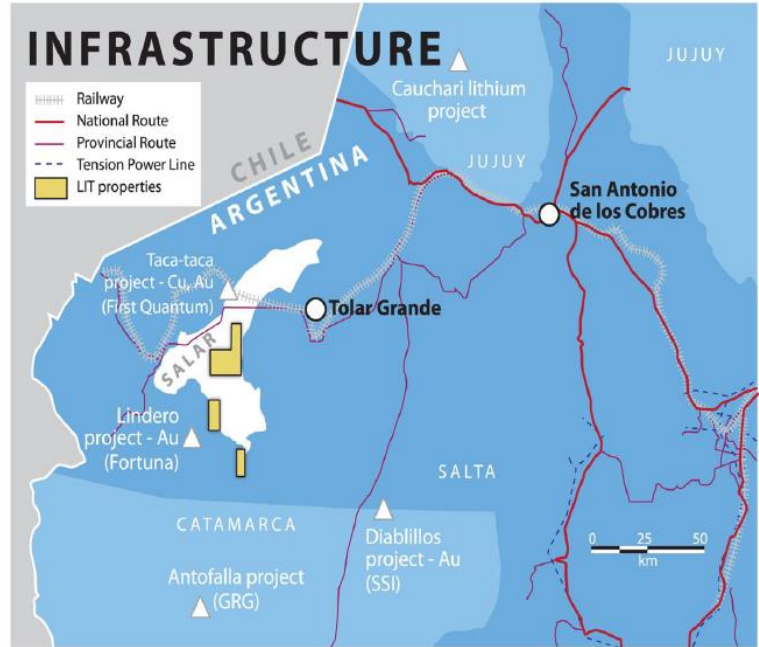 INFRASTRUCTURE
Railway
National Route
Provincial Route
Tension Power Line
LIT properties
CHILE
ARGENTINA
JUJUY
Cauchari lithium
project
JUJUY
San Antonio
de los Cobres
Taca-taca
project - Cu, Au
(First Quantum)
Tolar Grande
SALAR
Lindero
project - Au
(Fortuna)
SALTA
CATAMARCA
Diablillos
project - Au
(SSI)
Antofalla project
(GRG)
0 25 50
km